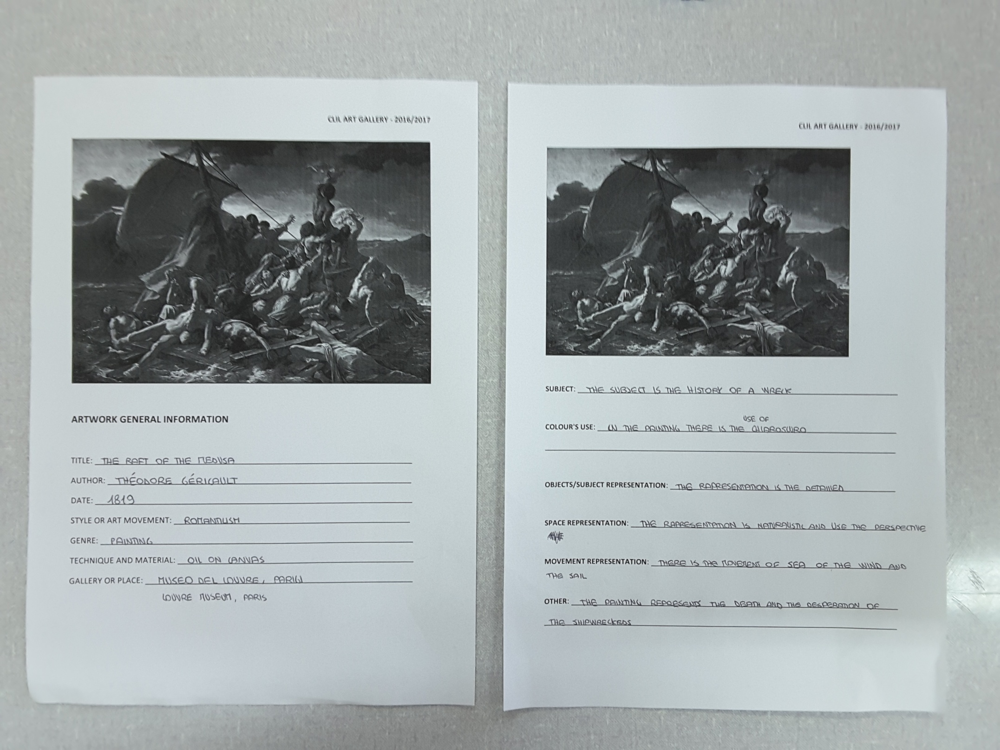 CLIL ART GALLERY - 2016/2017
ARTWORK GENERAL INFORMATION
TITLE: THE RAFT OF THE MEDUSA
AUTHOR: THÉODORE GÉRICAULT
DATE: 1819
STYLE OR ART MOVEMENT: ROMANTICISM
GENRE: PAINTING
TECHNIQUE AND MATERIAL: OIL ON CANVAS
GALLERY OR PLACE: MUSEO DEL LOUVRE, PARIGI
LOUVRE MUSEUM, PARIS
CLIL ART GALLERY - 2016/2017
SUBJECT: THE SUBJECT IS THE HISTORY OF A WRECK
USE OF
COLOUR'S USE: IN THE PAINTING THERE IS THE CHIAROSCURO
OBJECTS/SUBJECT REPRESENTATION: THE RAPRESENTATION IS THE DETAILED
SPACE REPRESENTATION: THE RAPRESENTATION IS NATURALISTIC AND USE THE PERSPECTIVE
MOVEMENT REPRESENTATION: THERE IS THE MOVEMENT OF SEA OF THE WIND AND
THE SAIL
OTHER: THE PAINTING REPRESENTS THE DEATH AND THE DESPERATION OF
THE SHIPWRECKEDS